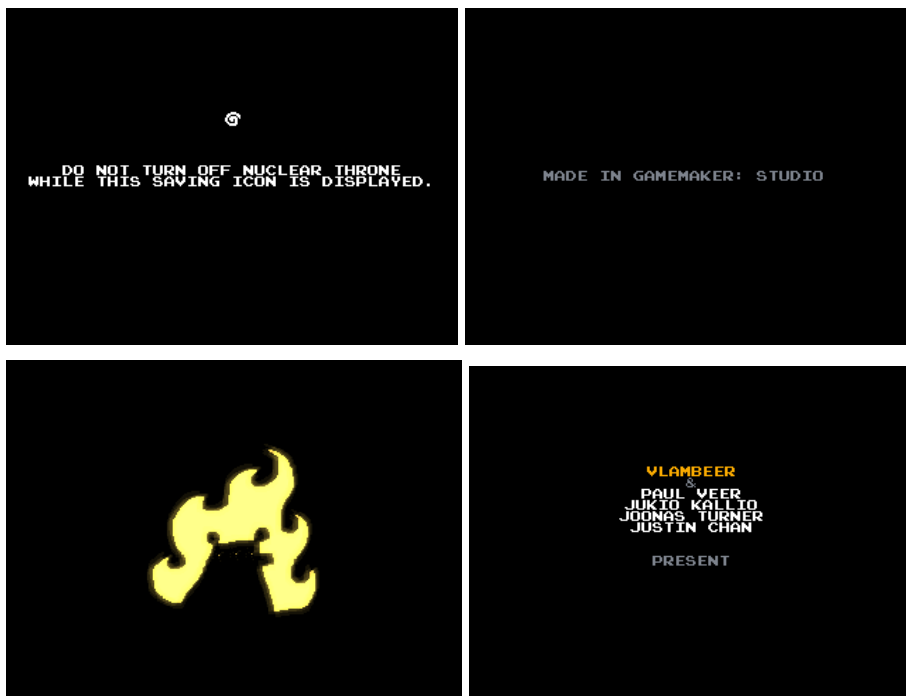 DO NOT TURN OFF NUCLEAR THRONE
WHILE THIS SAVING ICON IS DISPLAYED.
MADE IN GAMEMAKER: STUDIO
VLAMBEER
&
PAUL VEER
JUKIO KALLIO
JOONAS TURNER
JUSTIN CHAN
PRESENT